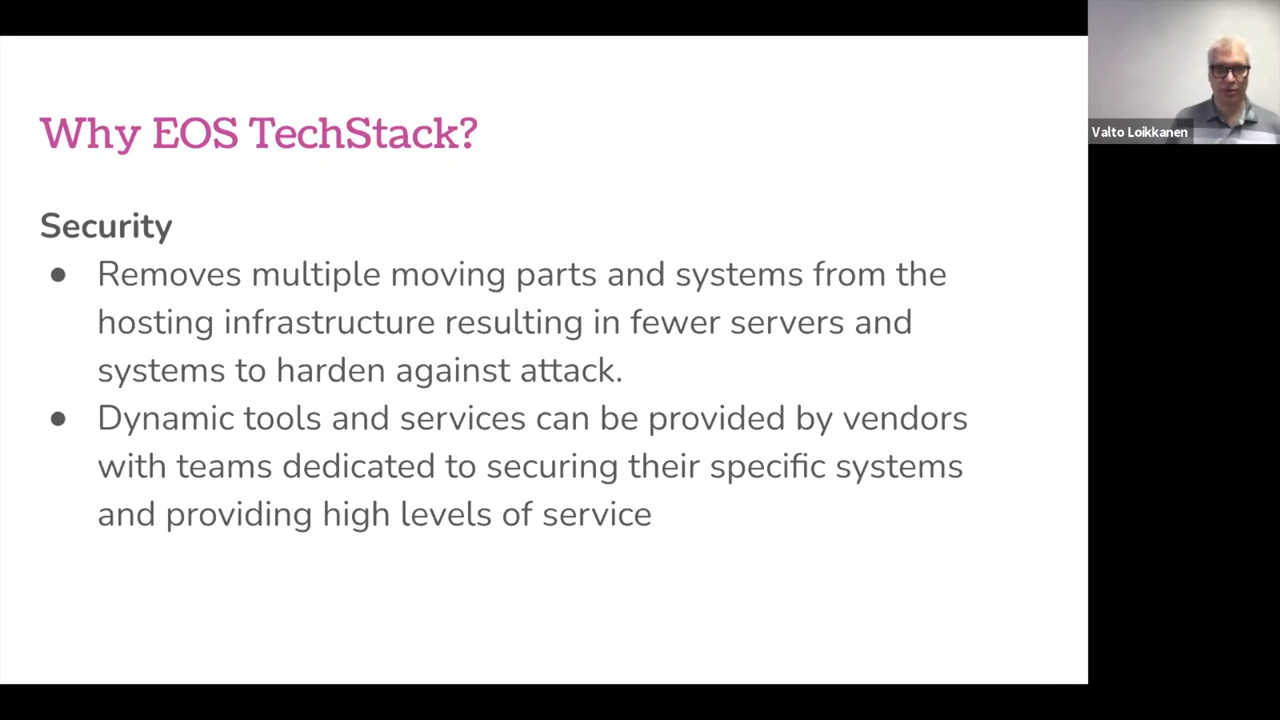 Why EOS TechStack?
Valto Loikkanen
Security
● Removes multiple moving parts and systems from the
hosting infrastructure resulting in fewer servers and
systems to harden against attack.
● Dynamic tools and services can be provided by vendors
with teams dedicated to securing their specific systems
and providing high levels of service